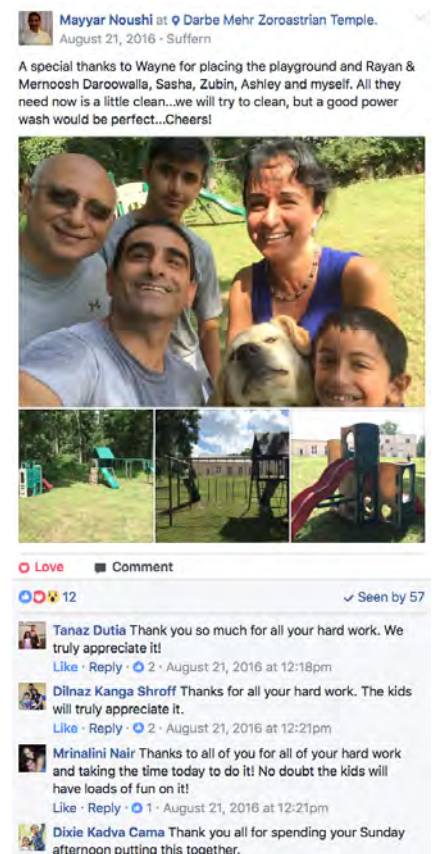 Mayyar Noushi at Darbe Mehr Zoroastrian Temple.
August 21, 2016 · Suffern
A special thanks to Wayne for placing the playground and Rayan &
Mernoosh Daroowalla, Sasha, Zubin, Ashley and myself. All they
need now is a little clean...we will try to clean, but a good power
wash would be perfect...Cheers!
Love Comment
12 ✓ Seen by 57
Tanaz Dutia Thank you so much for all your hard work. We
truly appreciate it!
Like · Reply · 2 · August 21, 2016 at 12:18pm
Dilnaz Kanga Shroff Thanks for all your hard work. The kids
will truly appreciate it.
Like · Reply · 2 · August 21, 2016 at 12:21pm
Mrinalini Nair Thanks to all of you for all of your hard work
and taking the time today to do it! No doubt the kids will
have loads of fun on it!
Like · Reply · 1 · August 21, 2016 at 12:21pm
Dixie Kadva Cama Thank you all for spending your Sunday
afternoon putting this together.